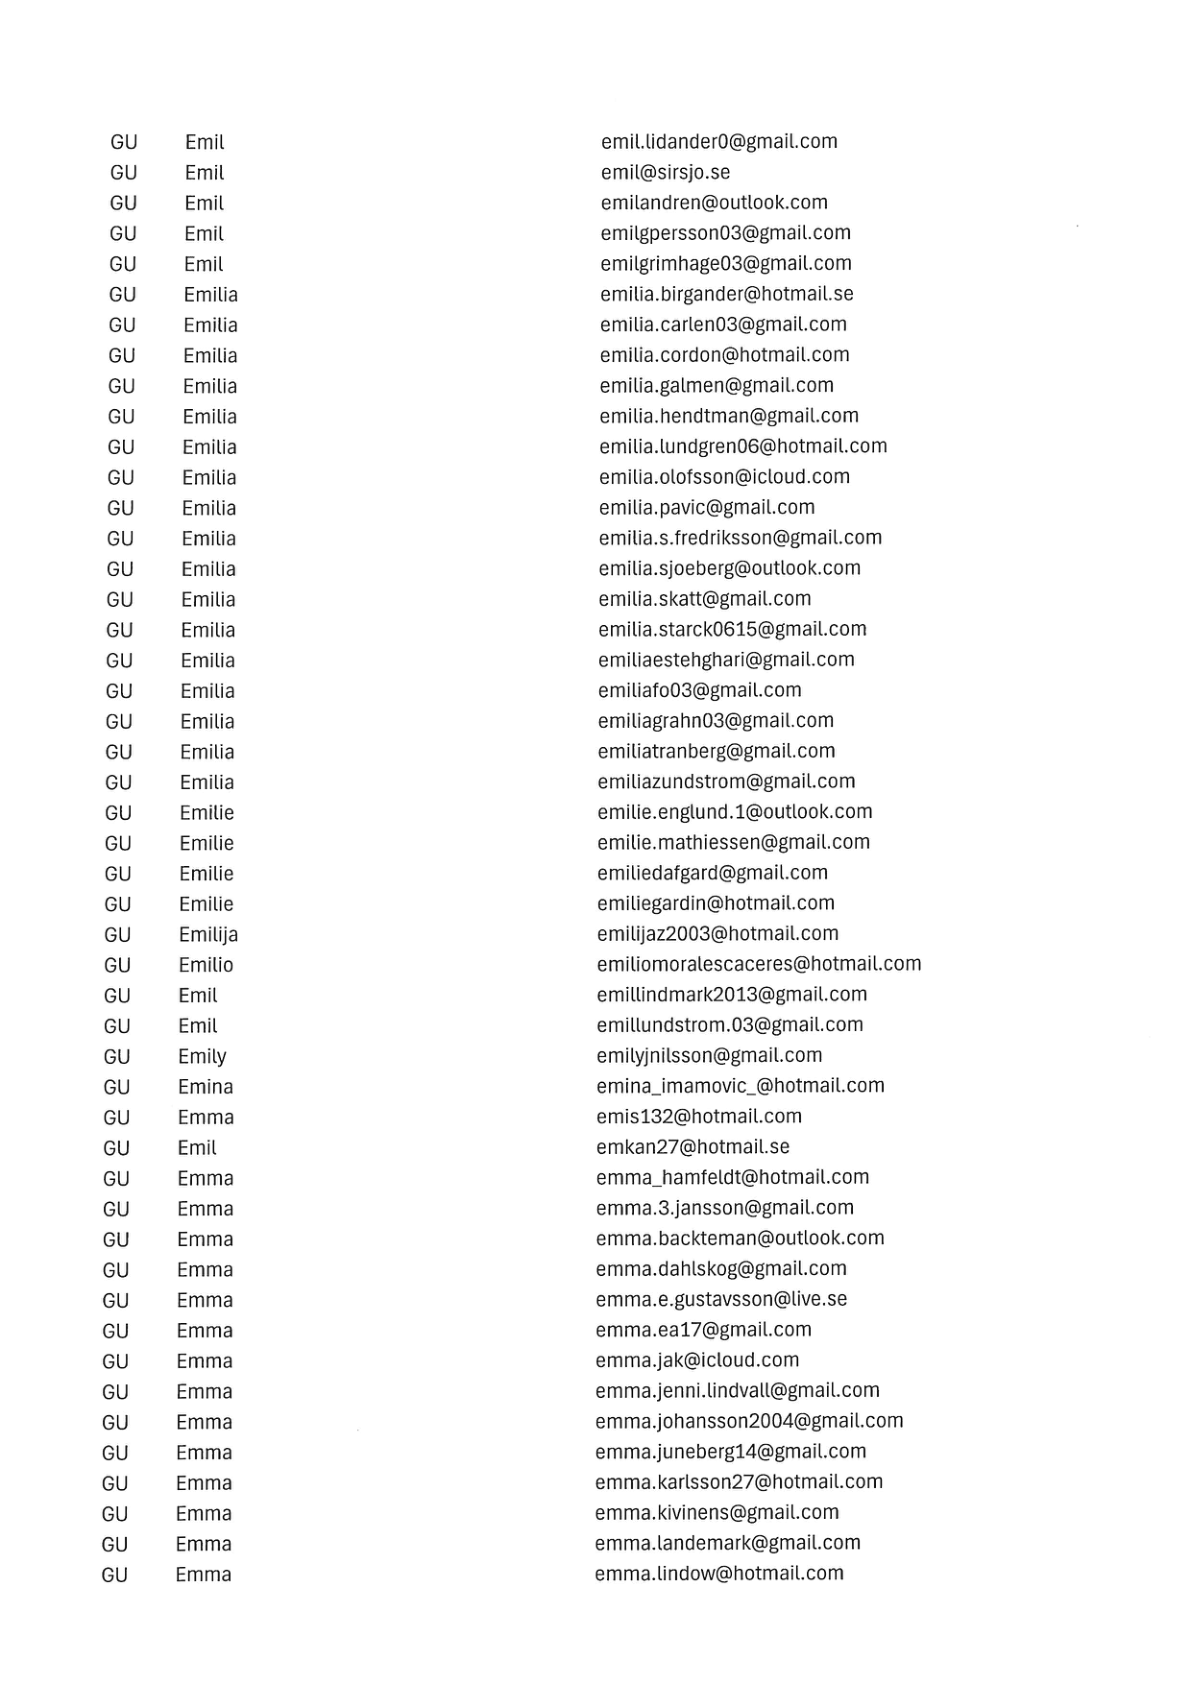 GU Emil emil.lidander0@gmail.com
GU Emil emil@sirsjo.se
GU Emil emilandren@outlook.com
GU Emil emilgpersson03@gmail.com
GU Emil emilgrimhage03@gmail.com
GU Emilia emilia.birgander@hotmail.se
GU Emilia emilia.carlen03@gmail.com
GU Emilia emilia.cordon@hotmail.com
GU Emilia emilia.galmen@gmail.com
GU Emilia emilia.hendtman@gmail.com
GU Emilia emilia.lundgren06@hotmail.com
GU Emilia emilia.olofsson@icloud.com
GU Emilia emilia.pavic@gmail.com
GU Emilia emilia.s.fredriksson@gmail.com
GU Emilia emilia.sjoeberg@outlook.com
GU Emilia emilia.skatt@gmail.com
GU Emilia emilia.starck0615@gmail.com
GU Emilia emiliaestehghari@gmail.com
GU Emilia emiliafo03@gmail.com
GU Emilia emiliagrahn03@gmail.com
GU Emilia emiliatranberg@gmail.com
GU Emilia emiliazundstrom@gmail.com
GU Emilie emilie.englund.1@outlook.com
GU Emilie emilie.mathiessen@gmail.com
GU Emilie emiliedafgard@gmail.com
GU Emilie emiliegardin@hotmail.com
GU Emilija emilijaz2003@hotmail.com
GU Emilio emiliomoralescaceres@hotmail.com
GU Emil emillindmark2013@gmail.com
GU Emil emillundstrom.03@gmail.com
GU Emily emilyjnilsson@gmail.com
GU Emina emina_imamovic_@hotmail.com
GU Emma emis132@hotmail.com
GU Emil emkan27@hotmail.se
GU Emma emma_hamfeldt@hotmail.com
GU Emma emma.3.jansson@gmail.com
GU Emma emma.backteman@outlook.com
GU Emma emma.dahlskog@gmail.com
GU Emma emma.e.gustavsson@live.se
GU Emma emma.ea17@gmail.com
GU Emma emma.jak@icloud.com
GU Emma emma.jenni.lindvall@gmail.com
GU Emma emma.johansson2004@gmail.com
GU Emma emma.juneberg14@gmail.com
GU Emma emma.karlsson27@hotmail.com
GU Emma emma.kivinens@gmail.com
GU Emma emma.landemark@gmail.com
GU Emma emma.lindow@hotmail.com